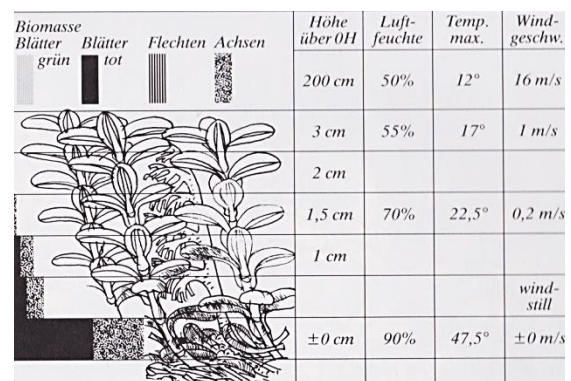 Biomasse
Blätter Blätter Flechten Achsen
grün tot
Höhe über 0H Luft-feuchte Temp. max. Wind-geschw.
200 cm 50% 12° 16 m/s
3 cm 55% 17° 1 m/s
2 cm
1,5 cm 70% 22,5° 0,2 m/s
1 cm
wind-
still
±0 cm 90% 47,5° ±0 m/s